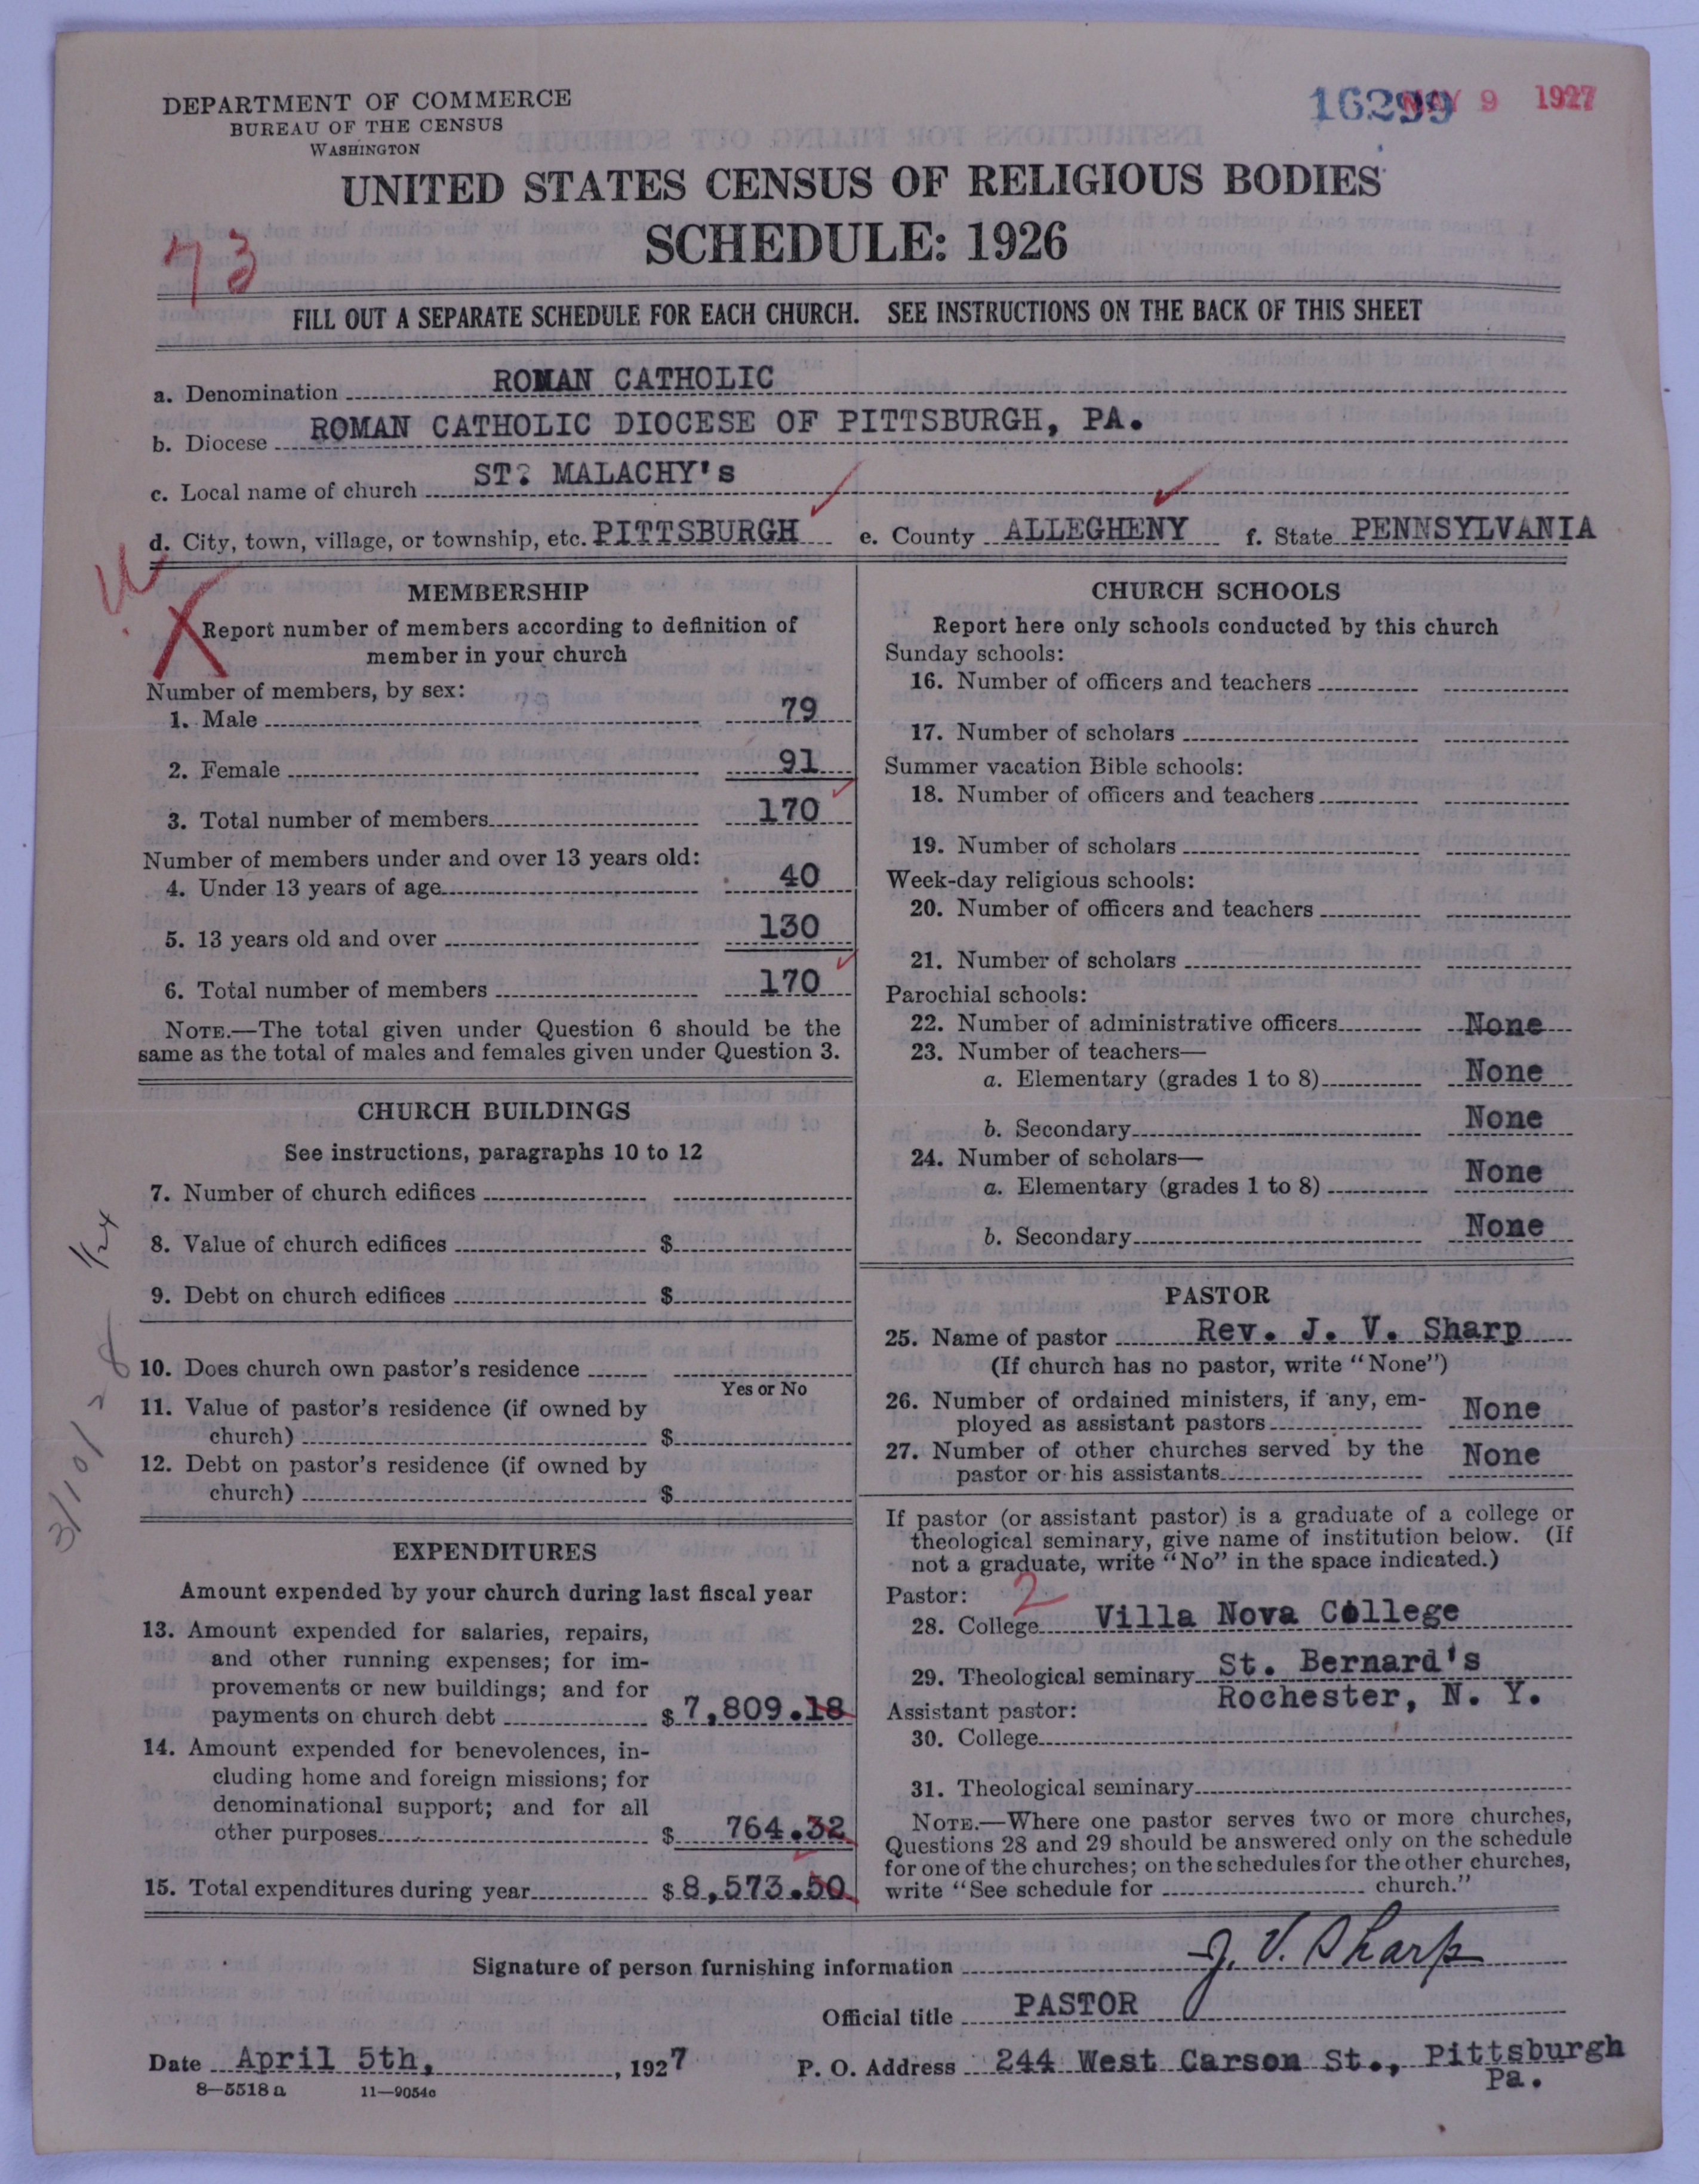 DEPARTMENT OF COMMERCE
BUREAU OF THE CENSUS
WASHINGTON
16299
MAY 9 1927
UNITED STATES CENSUS OF RELIGIOUS BODIES
SCHEDULE: 1926
73
FILL OUT A SEPARATE SCHEDULE FOR EACH CHURCH. SEE INSTRUCTIONS ON THE BACK OF THIS SHEET
a. Denomination ROMAN CATHOLIC
b. Diocese ROMAN CATHOLIC DIOCESE OF PITTSBURGH, PA.
c. Local name of church ST? MALACHY's
d. City, town, village, or township, etc. PITTSBURGH e. County ALLEGHENY f. State PENNSYLVANIA
MEMBERSHIP
X
Report number of members according to definition of
member in your church
Number of members, by sex:
1. Male 79
2. Female 91
3. Total number of members 170
Number of members under and over 13 years old:
4. Under 13 years of age 40
5. 13 years old and over 130
6. Total number of members 170
NOTE.—The total given under Question 6 should be the
same as the total of males and females given under Question 3.
CHURCH BUILDINGS
See instructions, paragraphs 10 to 12
7. Number of church edifices
8. Value of church edifices $
9. Debt on church edifices $
10. Does church own pastor's residence
Yes or No
11. Value of pastor's residence (if owned by
church) $
12. Debt on pastor's residence (if owned by
church) $
EXPENDITURES
Amount expended by your church during last fiscal year
13. Amount expended for salaries, repairs,
and other running expenses; for im-
provements or new buildings; and for
payments on church debt $ 7,809.18
14. Amount expended for benevolences, in-
cluding home and foreign missions; for
denominational support; and for all
other purposes $ 764.32
15. Total expenditures during year $ 8,573.50
CHURCH SCHOOLS
Report here only schools conducted by this church
Sunday schools:
16. Number of officers and teachers
17. Number of scholars
Summer vacation Bible schools:
18. Number of officers and teachers
19. Number of scholars
Week-day religious schools:
20. Number of officers and teachers
21. Number of scholars
Parochial schools:
22. Number of administrative officers None
23. Number of teachers—
a. Elementary (grades 1 to 8) None
b. Secondary None
24. Number of scholars—
a. Elementary (grades 1 to 8) None
b. Secondary None
PASTOR
25. Name of pastor Rev. J. V. Sharp
(If church has no pastor, write "None")
26. Number of ordained ministers, if any, em-
ployed as assistant pastors None
27. Number of other churches served by the
pastor or his assistants None
If pastor (or assistant pastor) is a graduate of a college or
theological seminary, give name of institution below. (If
not a graduate, write "No" in the space indicated.)
Pastor: 2
28. College Villa Nova College
29. Theological seminary St. Bernard's
Rochester, N. Y.
Assistant pastor:
30. College
31. Theological seminary
NOTE.—Where one pastor serves two or more churches,
Questions 28 and 29 should be answered only on the schedule
for one of the churches; on the schedules for the other churches,
write "See schedule for church."
Signature of person furnishing information J. V. Sharp
Official title PASTOR
Date April 5th, , 1927 P. O. Address 244 West Carson St., Pittsburgh
Pa.
8—5518 a 11—9054c